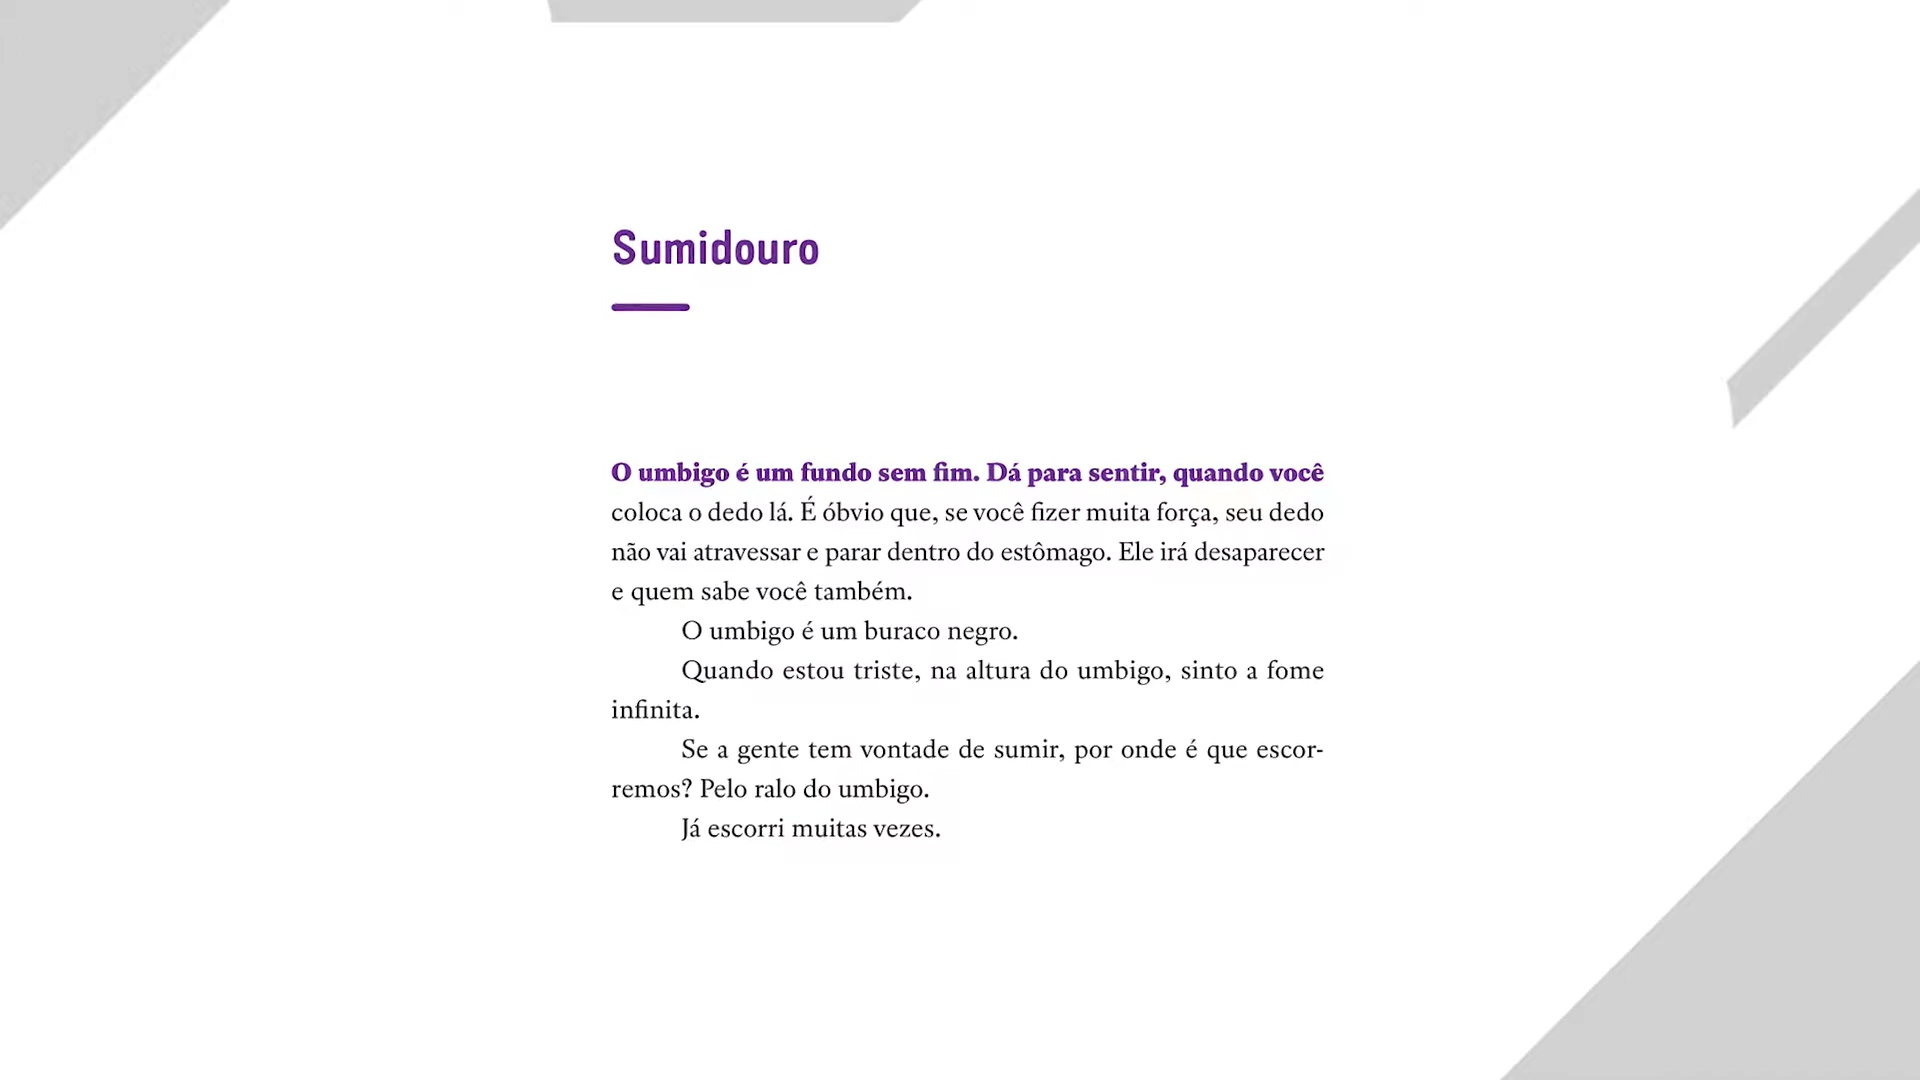 Sumidouro
O umbigo é um fundo sem fim. Dá para sentir, quando você
coloca o dedo lá. É óbvio que, se você fizer muita força, seu dedo
não vai atravessar e parar dentro do estômago. Ele irá desaparecer
e quem sabe você também.
O umbigo é um buraco negro.
Quando estou triste, na altura do umbigo, sinto a fome
infinita.
Se a gente tem vontade de sumir, por onde é que escor-
remos? Pelo ralo do umbigo.
Já escorri muitas vezes.